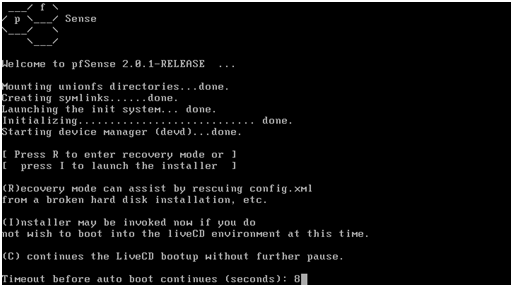 ___/ f \
/ p \___/ Sense
\___/ \
\___/
Welcome to pfSense 2.0.1-RELEASE ...
Mounting unionfs directories...done.
Creating symlinks......done.
Launching the init system... done.
Initializing........................... done.
Starting device manager (devd)...done.
[ Press R to enter recovery mode or ]
[ press I to launch the installer ]
(R)ecovery mode can assist by rescuing config.xml
from a broken hard disk installation, etc.
(I)nstaller may be invoked now if you do
not wish to boot into the liveCD environment at this time.
(C) continues the LiveCD bootup without further pause.
Timeout before auto boot continues (seconds): 8